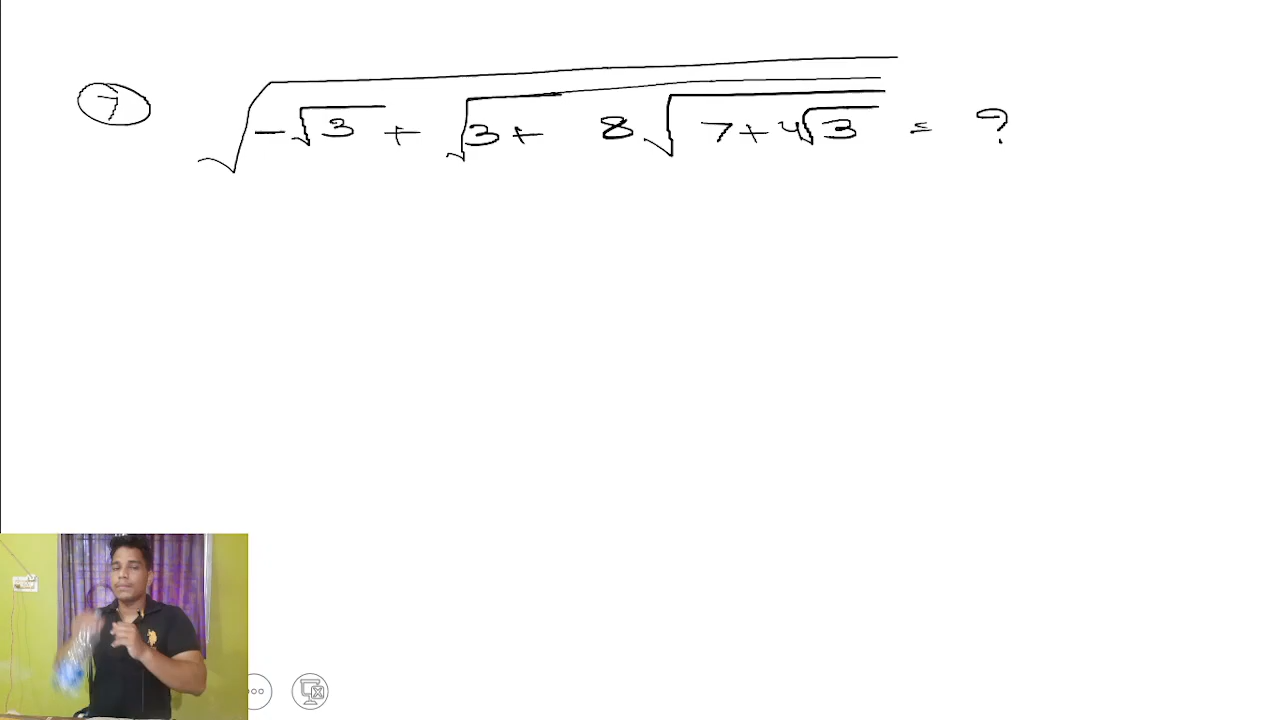 7 √(-√3 + √(3 + 8√(7 + 4√3))) = ?